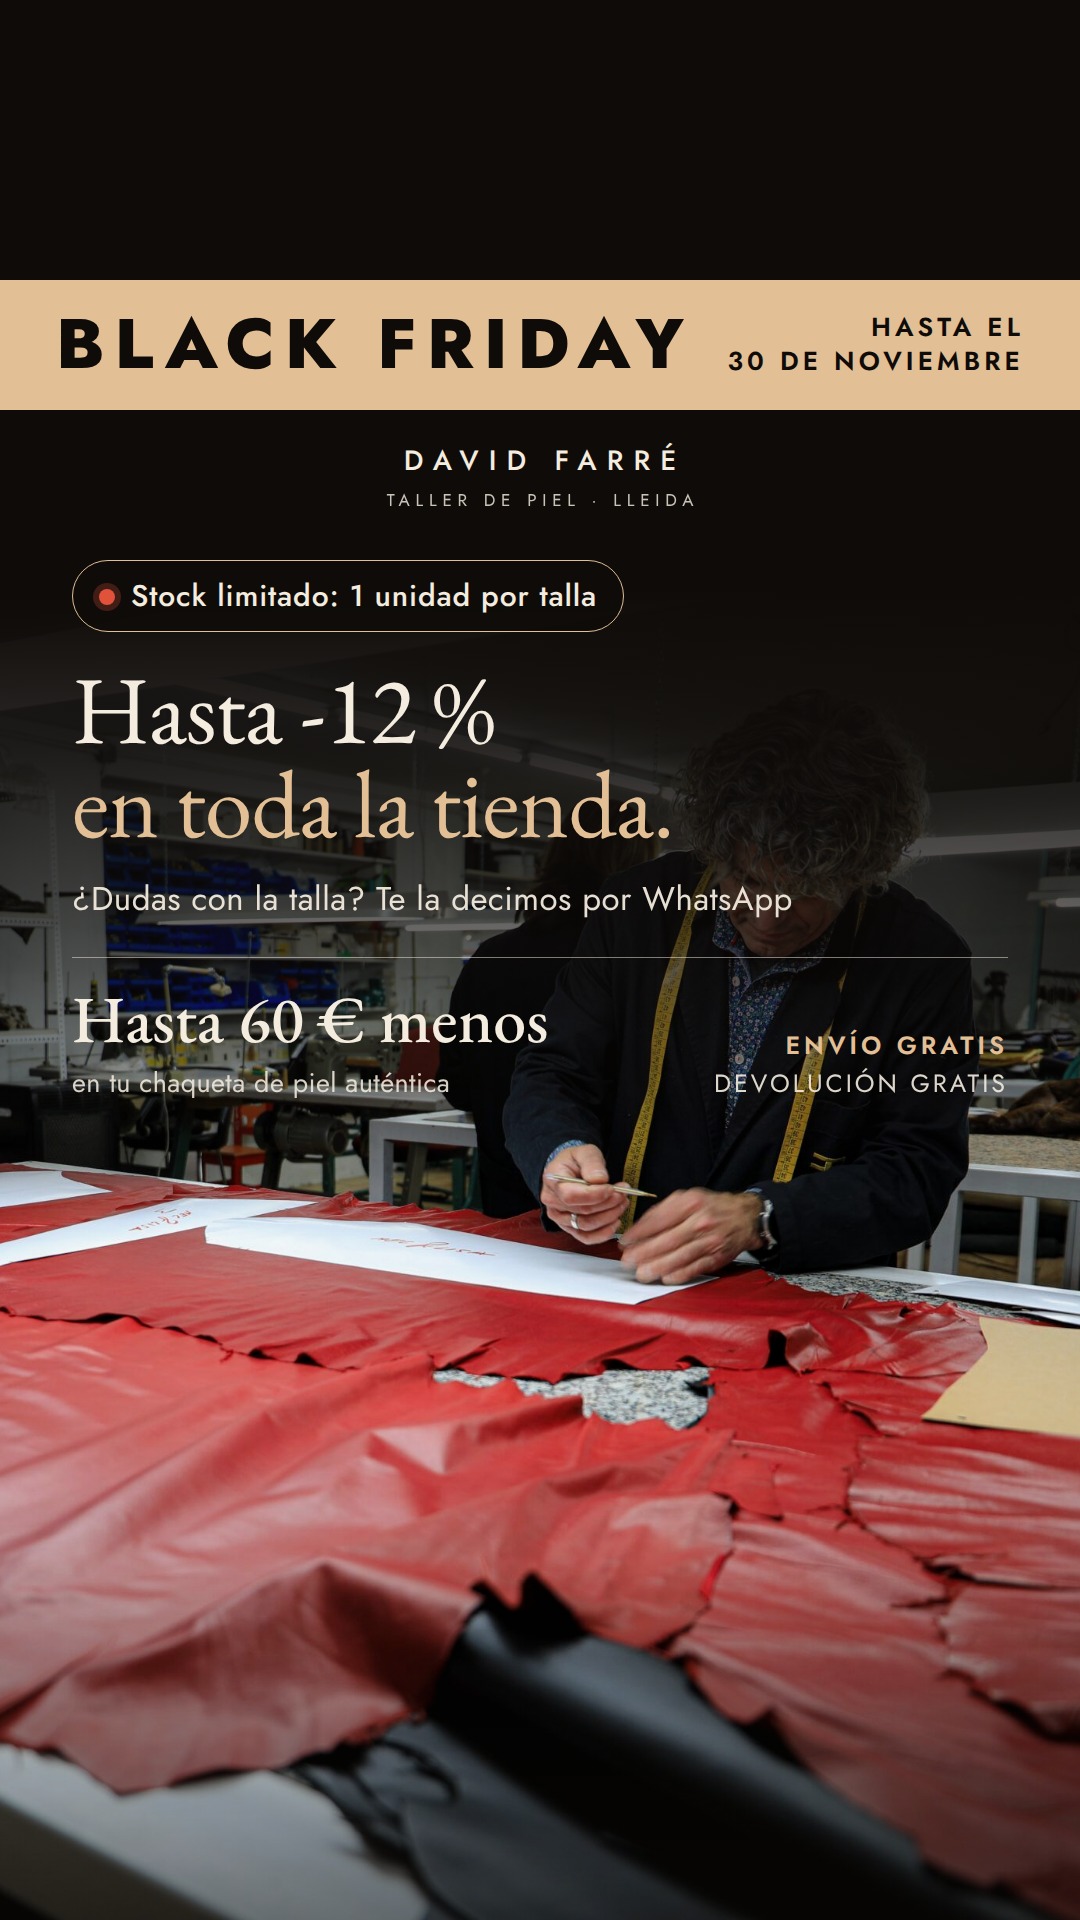 BLACK FRIDAY
HASTA EL
30 DE NOVIEMBRE
DAVID FARRÉ
TALLER DE PIEL · LLEIDA
Stock limitado: 1 unidad por talla
Hasta -12 %
en toda la tienda.
¿Dudas con la talla? Te la decimos por WhatsApp
Hasta 60 € menos
en tu chaqueta de piel auténtica
ENVÍO GRATIS
DEVOLUCIÓN GRATIS